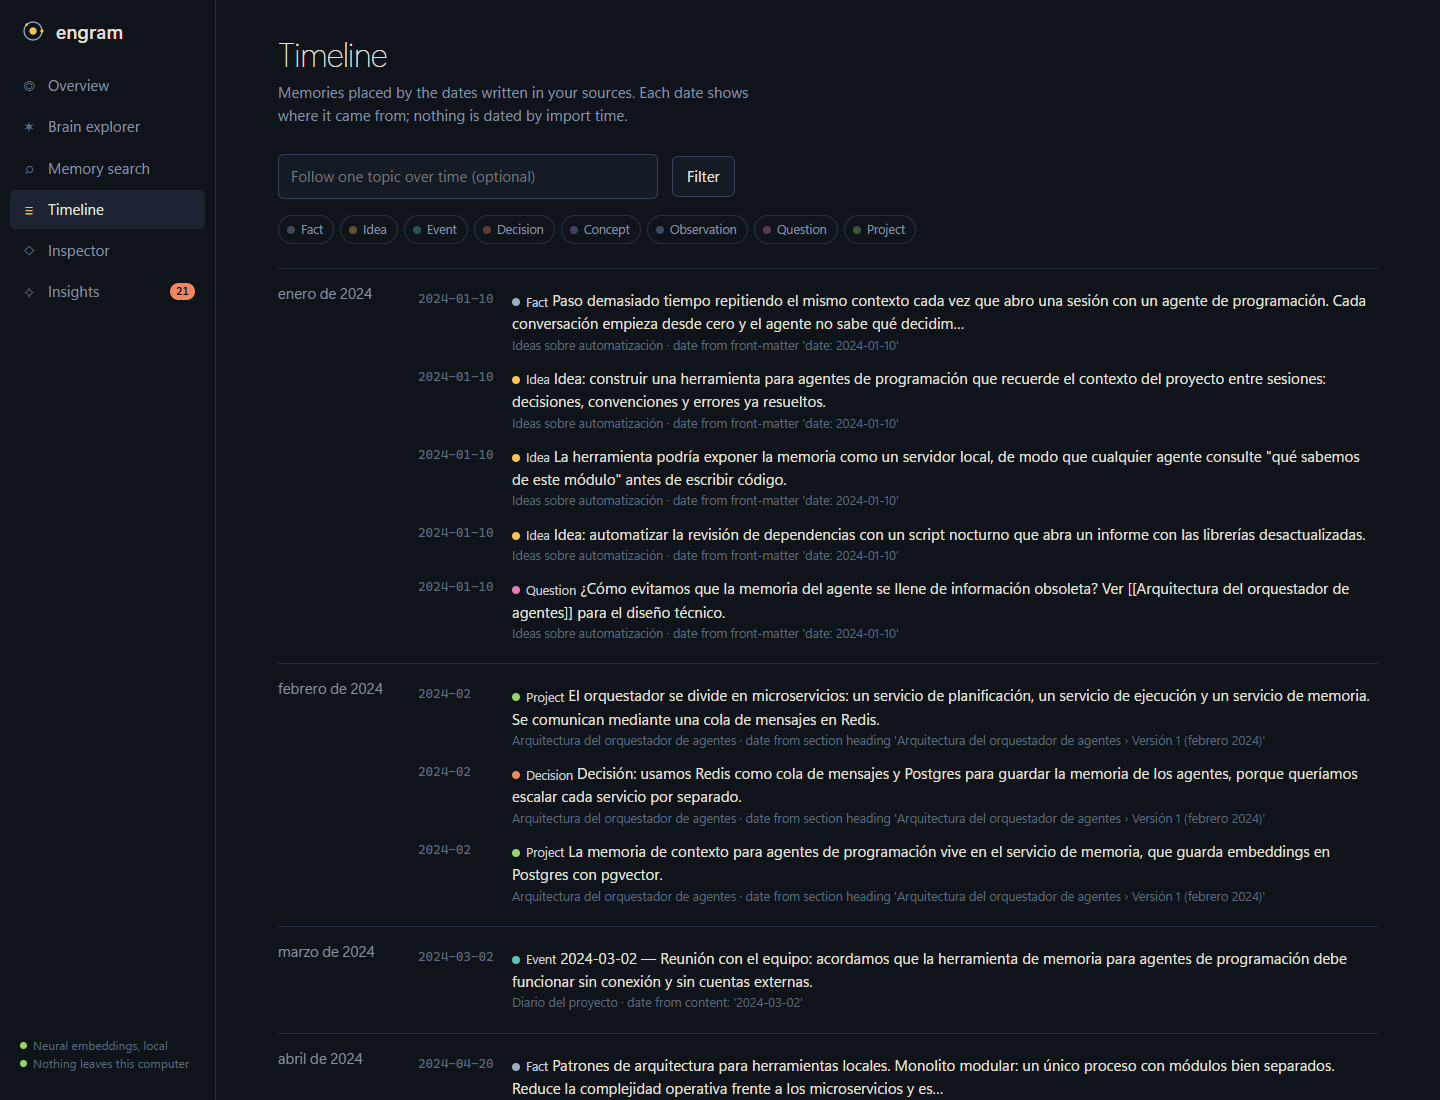 engram
Overview
Brain explorer
Memory search
Timeline
Inspector
Insights 21
Neural embeddings, local
Nothing leaves this computer
Timeline
Memories placed by the dates written in your sources. Each date shows
where it came from; nothing is dated by import time.
Follow one topic over time (optional) Filter
Fact Idea Event Decision Concept Observation Question Project
enero de 2024
2024-01-10 Fact Paso demasiado tiempo repitiendo el mismo contexto cada vez que abro una sesión con un agente de programación. Cada
conversación empieza desde cero y el agente no sabe qué decidim...
Ideas sobre automatización · date from front-matter 'date: 2024-01-10'
2024-01-10 Idea Idea: construir una herramienta para agentes de programación que recuerde el contexto del proyecto entre sesiones:
decisiones, convenciones y errores ya resueltos.
Ideas sobre automatización · date from front-matter 'date: 2024-01-10'
2024-01-10 Idea La herramienta podría exponer la memoria como un servidor local, de modo que cualquier agente consulte "qué sabemos
de este módulo" antes de escribir código.
Ideas sobre automatización · date from front-matter 'date: 2024-01-10'
2024-01-10 Idea Idea: automatizar la revisión de dependencias con un script nocturno que abra un informe con las librerías desactualizadas.
Ideas sobre automatización · date from front-matter 'date: 2024-01-10'
2024-01-10 Question ¿Cómo evitamos que la memoria del agente se llene de información obsoleta? Ver [[Arquitectura del orquestador de
agentes]] para el diseño técnico.
Ideas sobre automatización · date from front-matter 'date: 2024-01-10'
febrero de 2024
2024-02 Project El orquestador se divide en microservicios: un servicio de planificación, un servicio de ejecución y un servicio de memoria.
Se comunican mediante una cola de mensajes en Redis.
Arquitectura del orquestador de agentes · date from section heading 'Arquitectura del orquestador de agentes › Versión 1 (febrero 2024)'
2024-02 Decision Decisión: usamos Redis como cola de mensajes y Postgres para guardar la memoria de los agentes, porque queríamos
escalar cada servicio por separado.
Arquitectura del orquestador de agentes · date from section heading 'Arquitectura del orquestador de agentes › Versión 1 (febrero 2024)'
2024-02 Project La memoria de contexto para agentes de programación vive en el servicio de memoria, que guarda embeddings en
Postgres con pgvector.
Arquitectura del orquestador de agentes · date from section heading 'Arquitectura del orquestador de agentes › Versión 1 (febrero 2024)'
marzo de 2024
2024-03-02 Event 2024-03-02 — Reunión con el equipo: acordamos que la herramienta de memoria para agentes de programación debe
funcionar sin conexión y sin cuentas externas.
Diario del proyecto · date from content: '2024-03-02'
abril de 2024
2024-04-20 Fact Patrones de arquitectura para herramientas locales. Monolito modular: un único proceso con módulos bien separados.
Reduce la complejidad operativa frente a los microservicios y es...